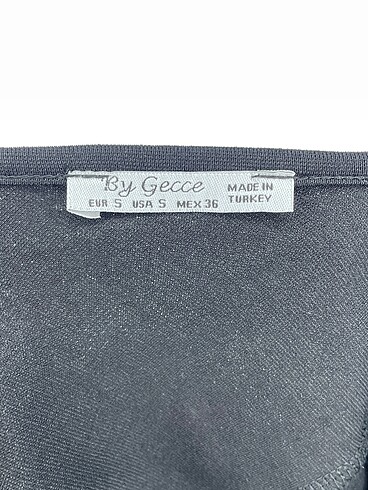 By Gecce
EUR S USA S MEX 36
MADE IN
TURKEY